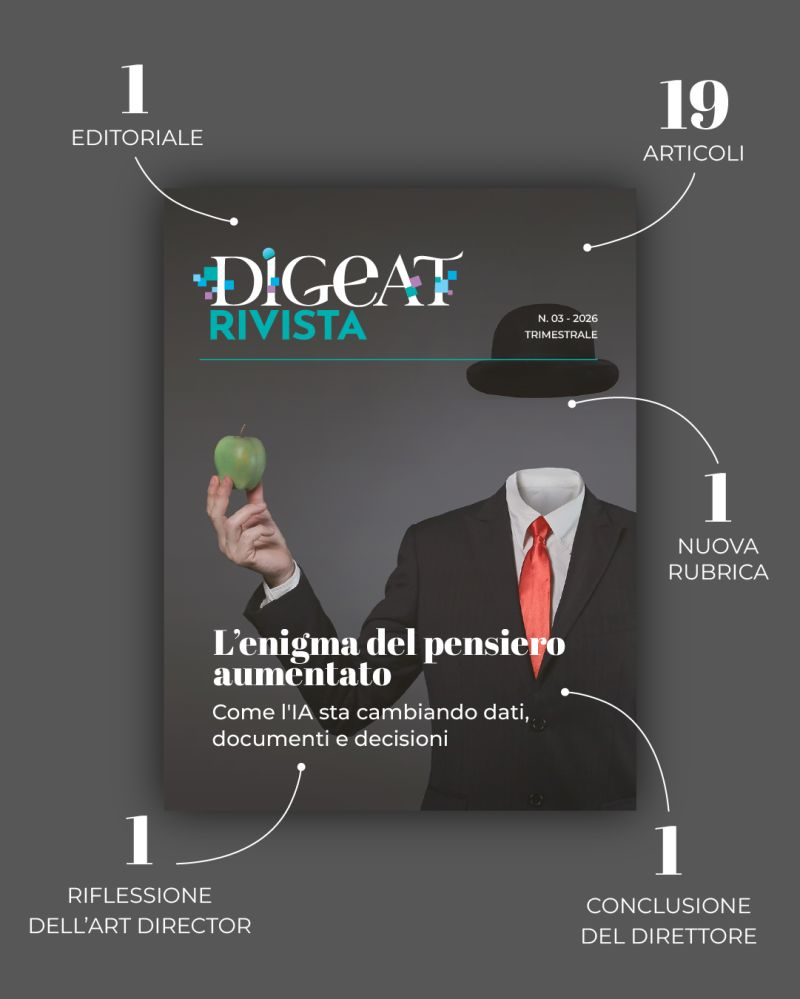 1
EDITORIALE
19
ARTICOLI
DiGeAT
RIVISTA
N. 03 - 2026
TRIMESTRALE
1
NUOVA
RUBRICA
L'enigma del pensiero
aumentato
Come l'IA sta cambiando dati,
documenti e decisioni
1
RIFLESSIONE
DELL'ART DIRECTOR
1
CONCLUSIONE
DEL DIRETTORE